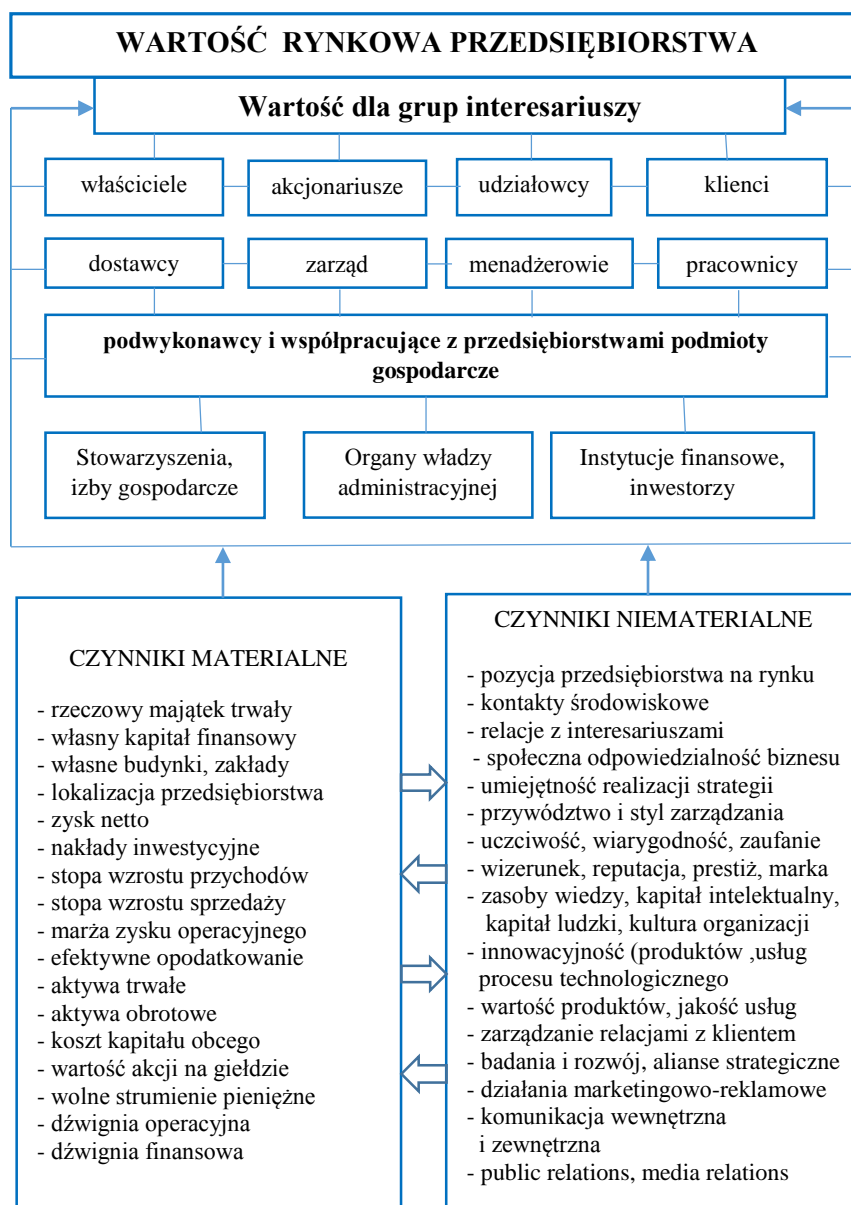 WARTOŚĆ RYNKOWA PRZEDSIĘBIORSTWA
Wartość dla grup interesariuszy
właściciele
akcjonariusze
udziałowcy
klienci
dostawcy
zarząd
menadżerowie
pracownicy
podwykonawcy i współpracujące z przedsiębiorstwami podmioty
gospodarcze
Stowarzyszenia,
izby gospodarcze
Organy władzy
administracyjnej
Instytucje finansowe,
inwestorzy
CZYNNIKI MATERIALNE
- rzeczowy majątek trwały
- własny kapitał finansowy
- własne budynki, zakłady
- lokalizacja przedsiębiorstwa
- zysk netto
- nakłady inwestycyjne
- stopa wzrostu przychodów
- stopa wzrostu sprzedaży
- marża zysku operacyjnego
- efektywne opodatkowanie
- aktywa trwałe
- aktywa obrotowe
- koszt kapitału obcego
- wartość akcji na giełdzie
- wolne strumienie pieniężne
- dźwignia operacyjna
- dźwignia finansowa
CZYNNIKI NIEMATERIALNE
- pozycja przedsiębiorstwa na rynku
- kontakty środowiskowe
- relacje z interesariuszami
- społeczna odpowiedzialność biznesu
- umiejętność realizacji strategii
- przywództwo i styl zarządzania
- uczciwość, wiarygodność, zaufanie
- wizerunek, reputacja, prestiż, marka
- zasoby wiedzy, kapitał intelektualny,
kapitał ludzki, kultura organizacji
- innowacyjność (produktów ,usług
procesu technologicznego
- wartość produktów, jakość usług
- zarządzanie relacjami z klientem
- badania i rozwój, alianse strategiczne
- działania marketingowo-reklamowe
- komunikacja wewnętrzna
i zewnętrzna
- public relations, media relations